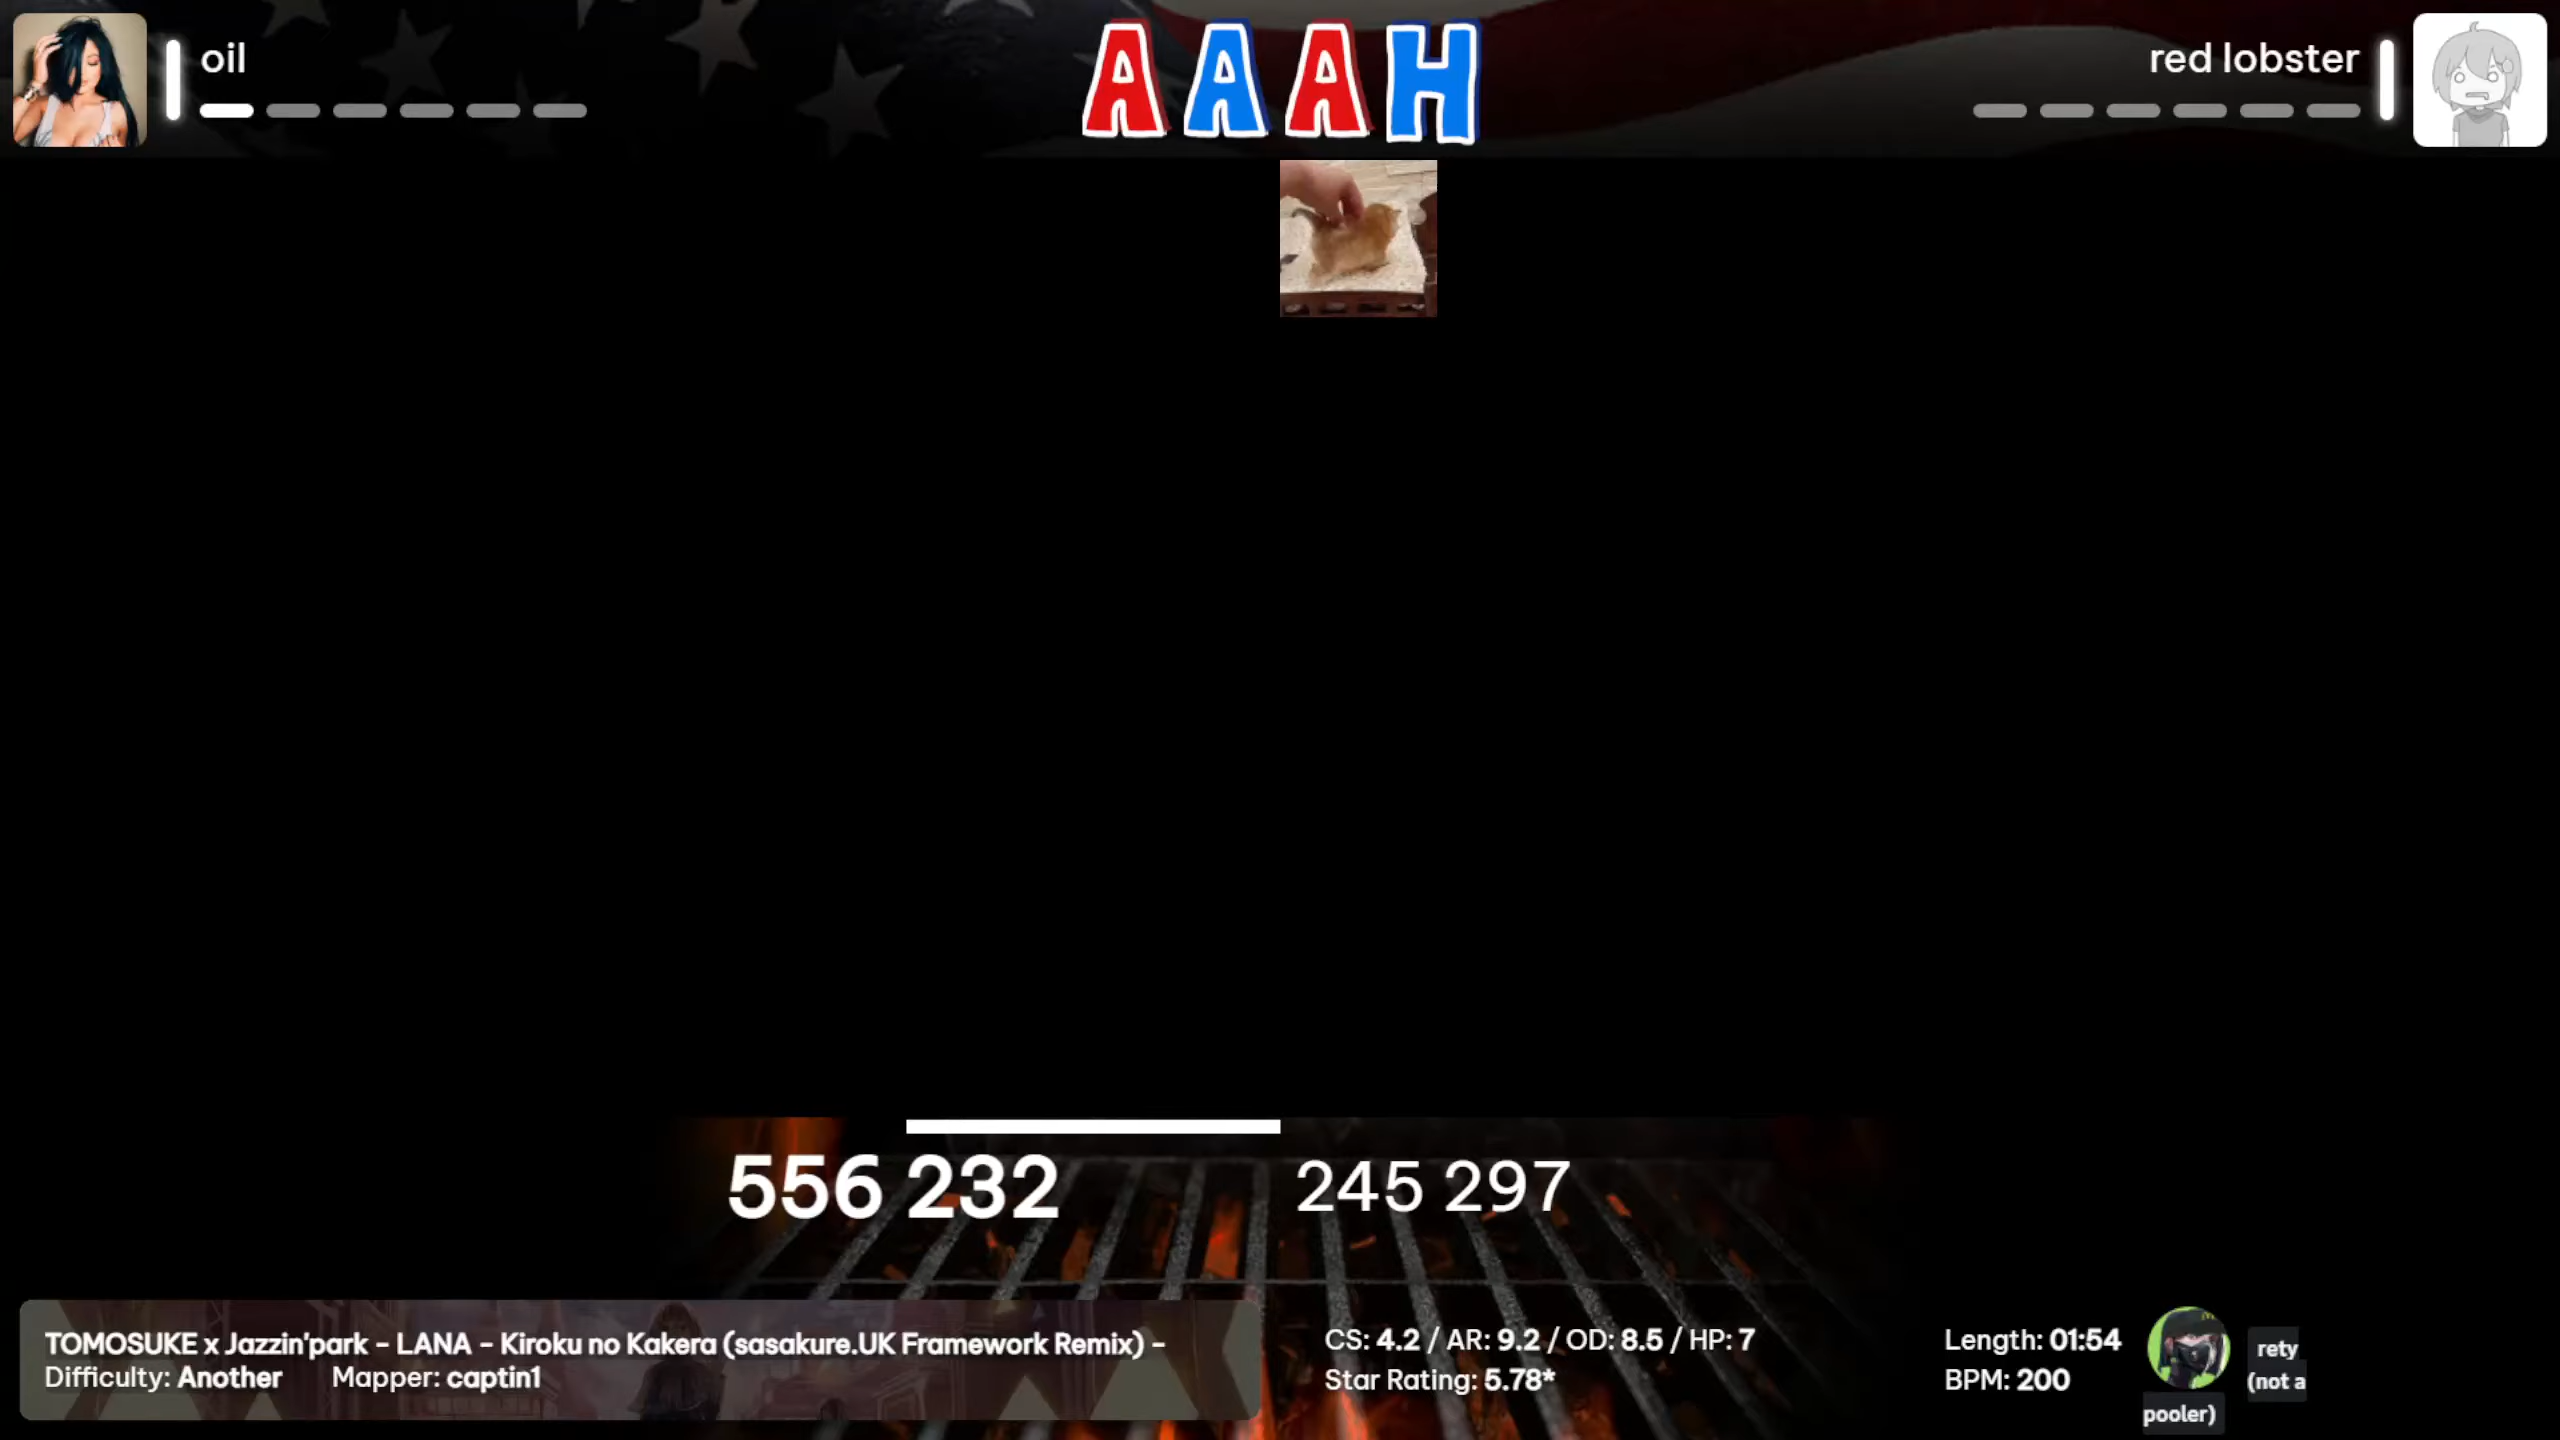 oil
AAAH
red lobster
556 232
245 297
TOMOSUKE x Jazzin'park - LANA - Kiroku no Kakera (sasakure.UK Framework Remix) -
Difficulty: Another Mapper: captin1
CS: 4.2 / AR: 9.2 / OD: 8.5 / HP: 7
Star Rating: 5.78*
Length: 01:54
BPM: 200
rety
(not a
pooler)